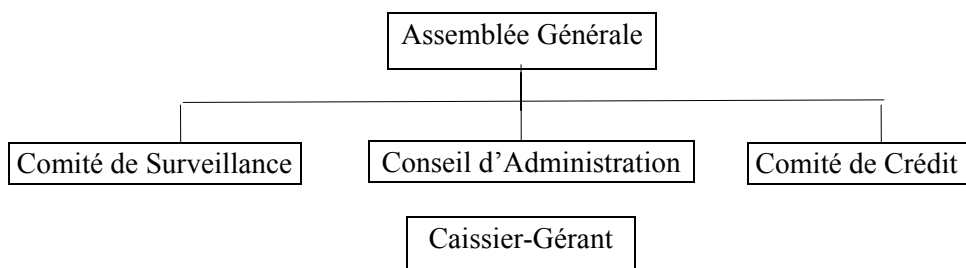 Assemblée Générale
Comité de Surveillance
Conseil d’Administration
Comité de Crédit
Caissier-Gérant